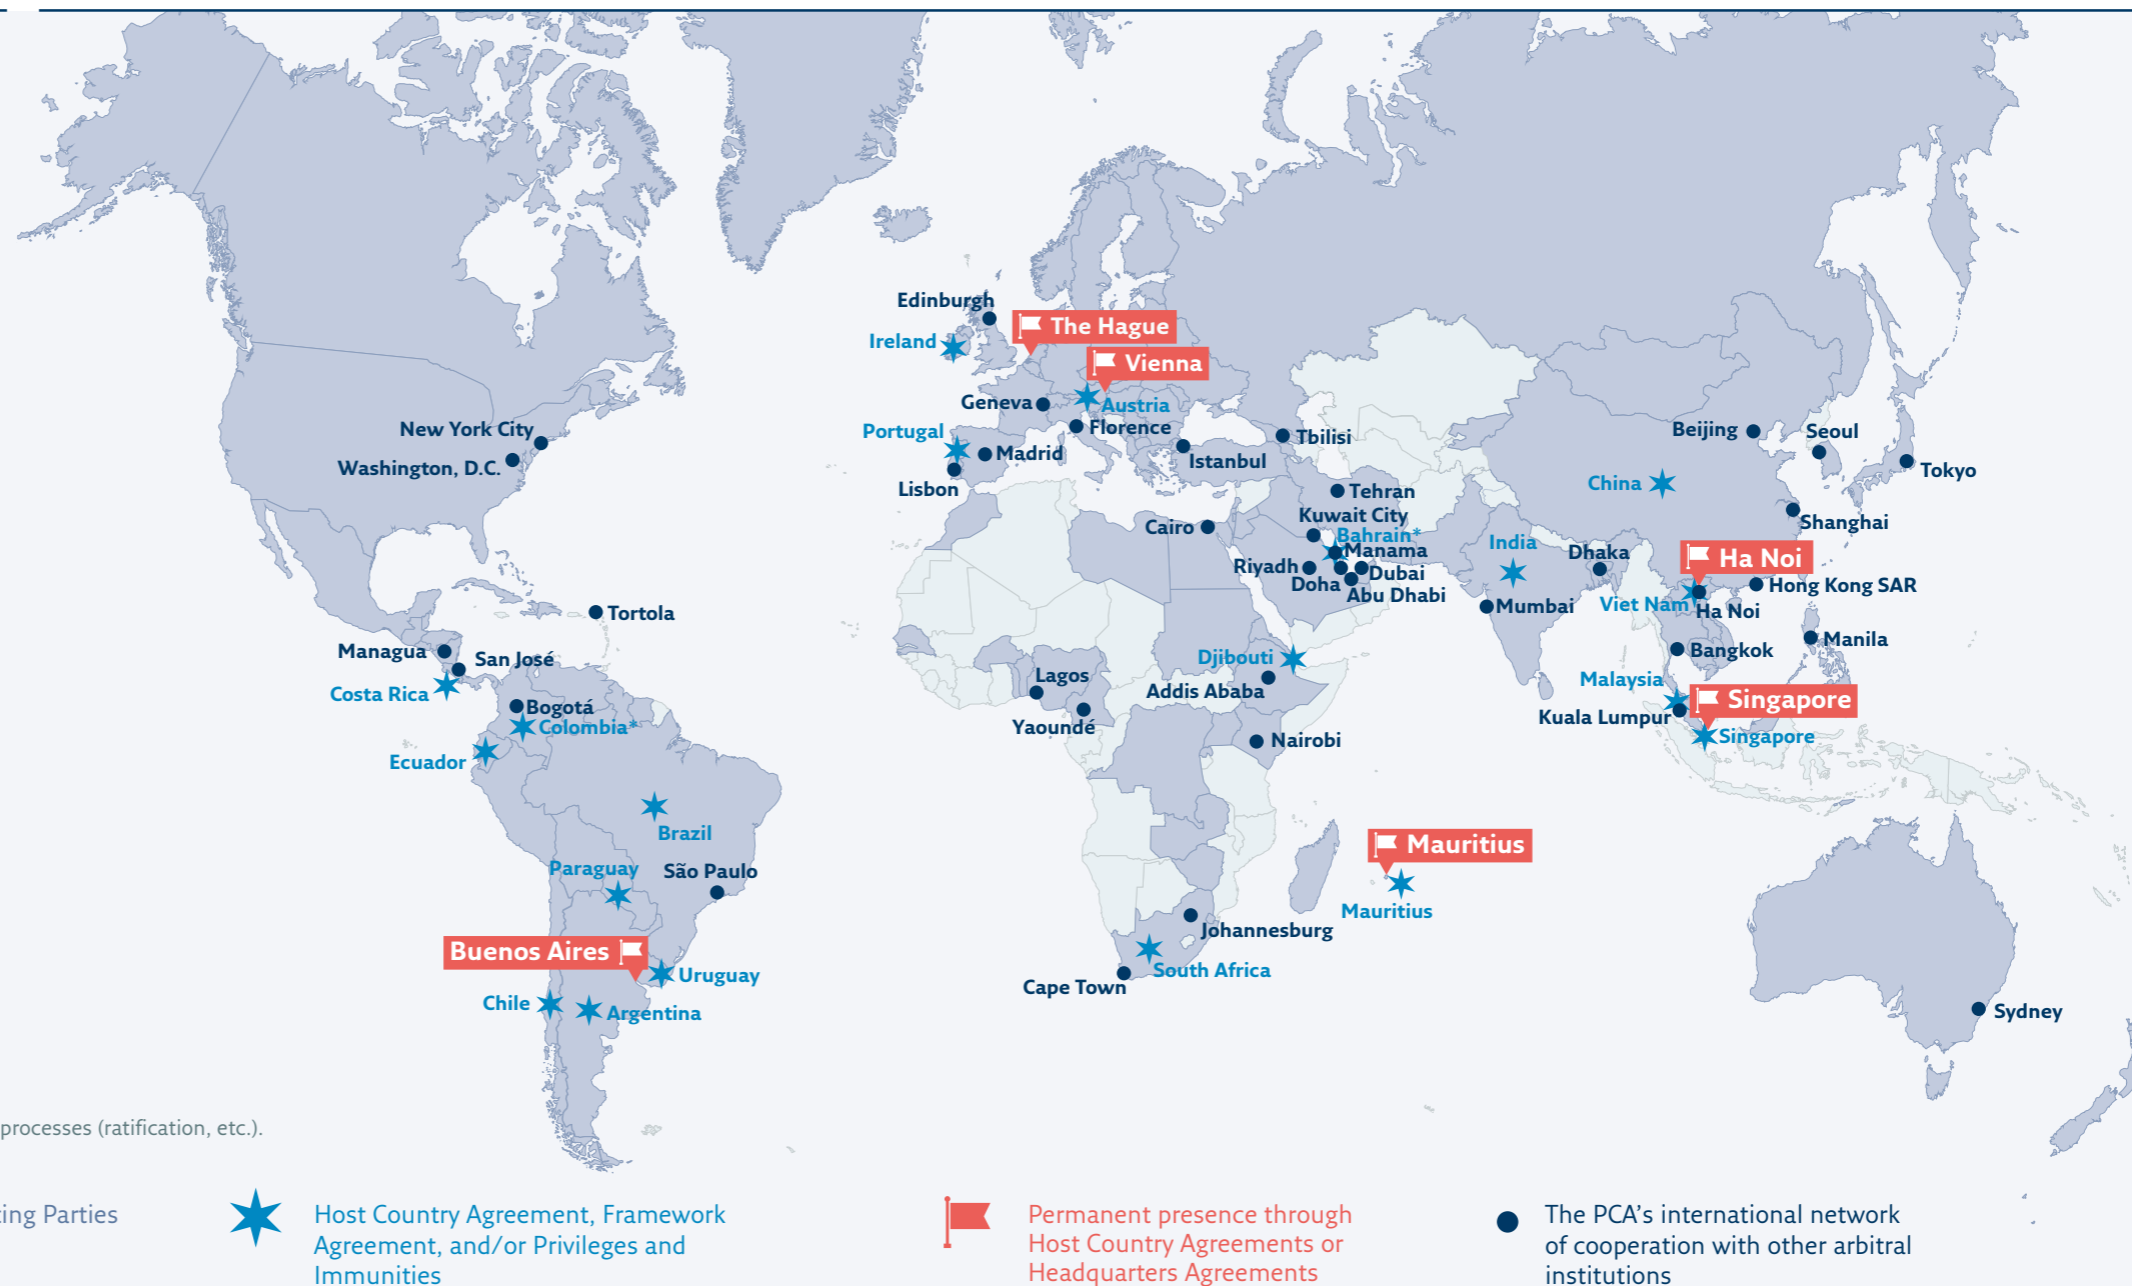 Edinburgh
The Hague
Ireland
Vienna
Geneva
Austria
Florence
Portugal
Madrid
Lisbon
Istanbul
Tbilisi
New York City
Washington, D.C.
Beijing
Seoul
Tokyo
China
Shanghai
Tehran
Kuwait City
Cairo
Bahrain*
Manama
Riyadh
Doha
Dubai
Abu Dhabi
India
Dhaka
Ha Noi
Hong Kong SAR
Mumbai
Viet Nam
Ha Noi
Tortola
Managua
San José
Costa Rica
Bogotá
Colombia*
Ecuador
Lagos
Yaoundé
Djibouti
Addis Ababa
Nairobi
Bangkok
Manila
Malaysia
Singapore
Kuala Lumpur
Singapore
Brazil
Paraguay
São Paulo
Mauritius
Mauritius
Buenos Aires
Uruguay
Chile
Argentina
Johannesburg
South Africa
Cape Town
Sydney
processes (ratification, etc.).
ing Parties
Host Country Agreement, Framework
Agreement, and/or Privileges and
Immunities
Permanent presence through
Host Country Agreements or
Headquarters Agreements
The PCA's international network
of cooperation with other arbitral
institutions